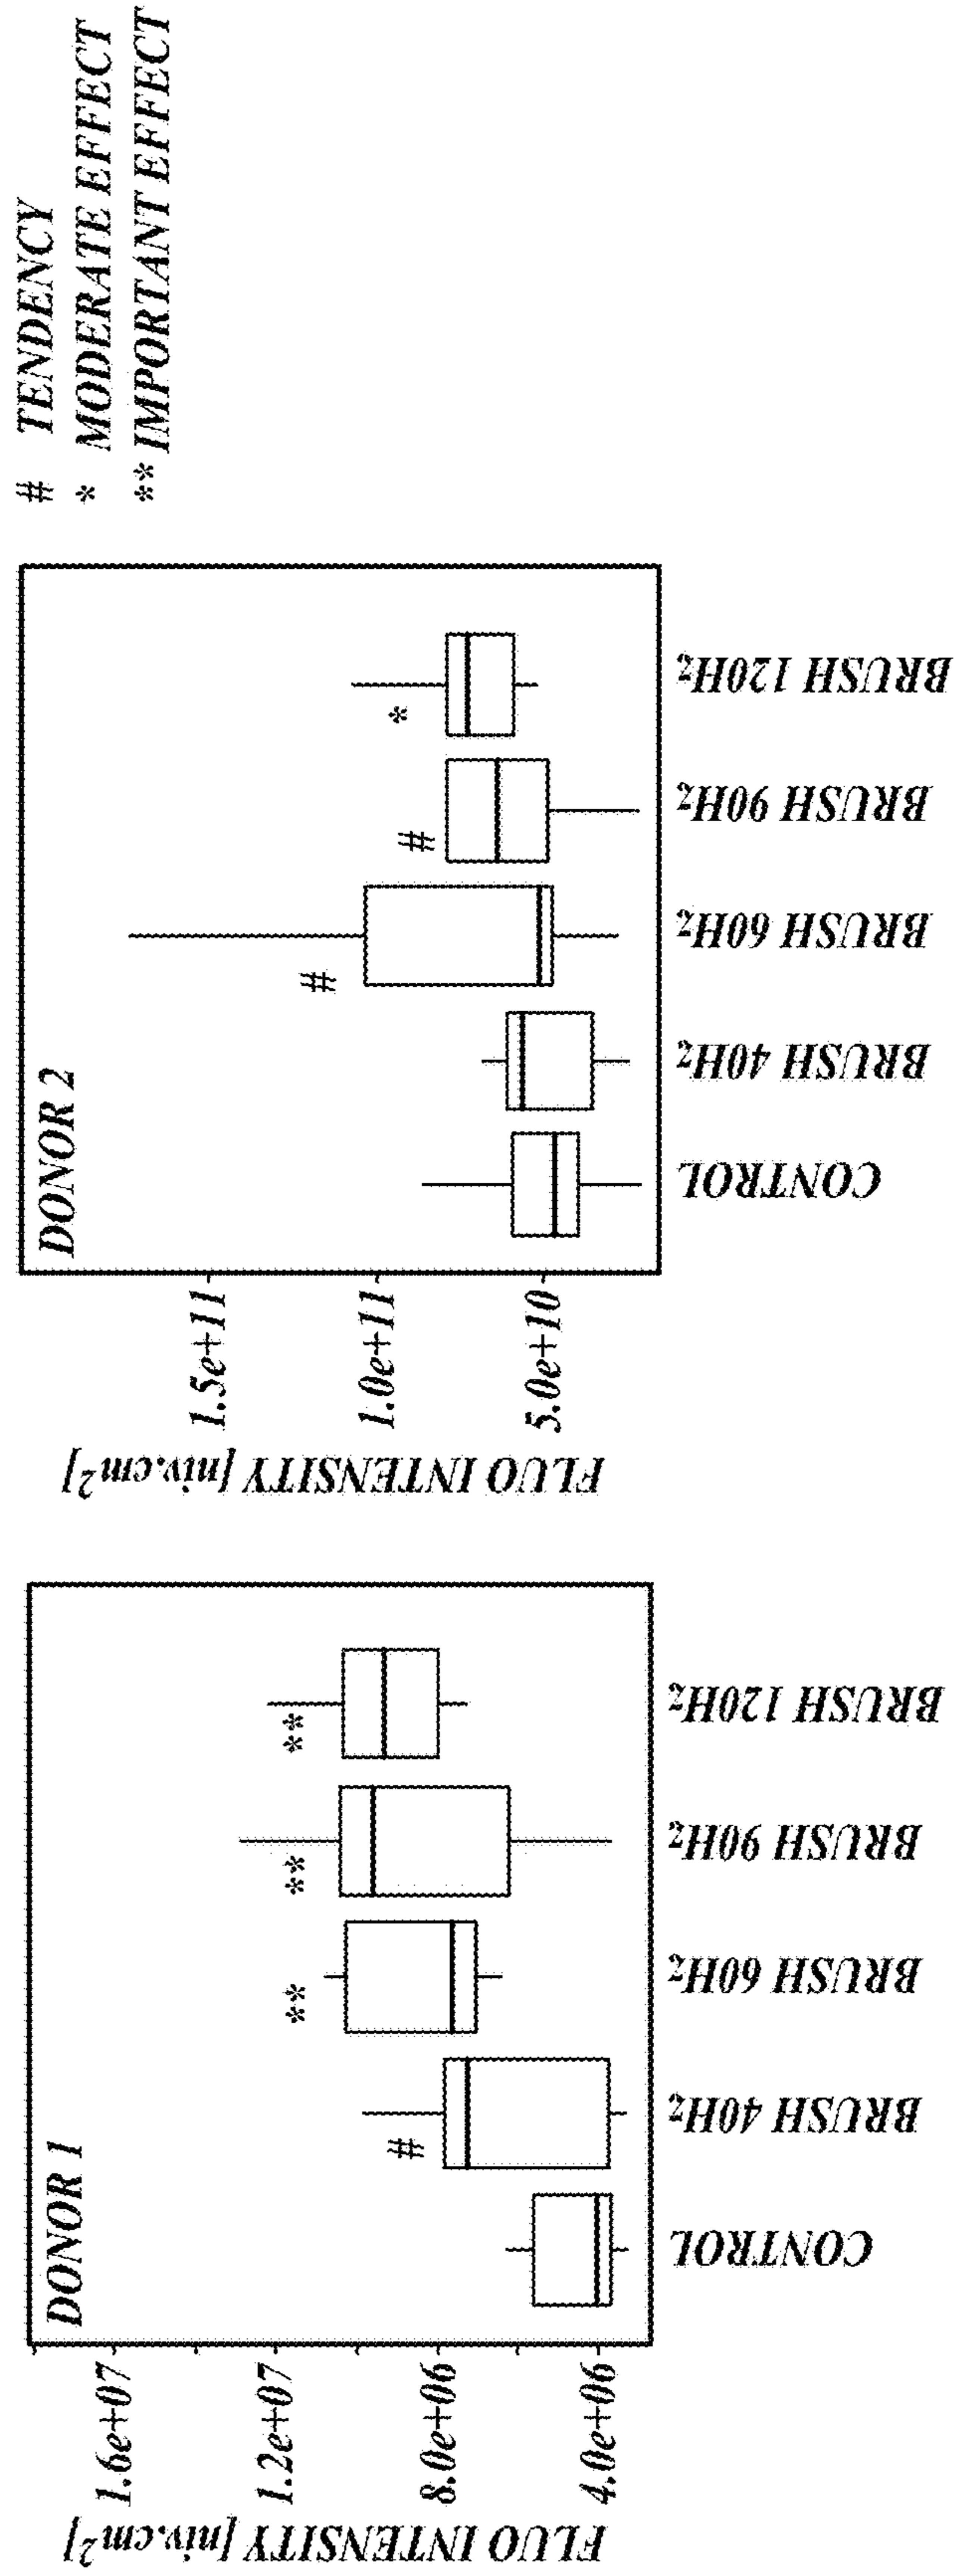 DONOR 1
FLUO INTENSITY [niv.cm²]
1.6e+07
1.2e+07
8.0e+06
4.0e+06
#
**
**
**
CONTROL
BRUSH 40Hz
BRUSH 60Hz
BRUSH 90Hz
BRUSH 120Hz
DONOR 2
FLUO INTENSITY [niv.cm²]
1.5e+11
1.0e+11
5.0e+10
#
#
*
CONTROL
BRUSH 40Hz
BRUSH 60Hz
BRUSH 90Hz
BRUSH 120Hz
# TENDENCY
* MODERATE EFFECT
** IMPORTANT EFFECT